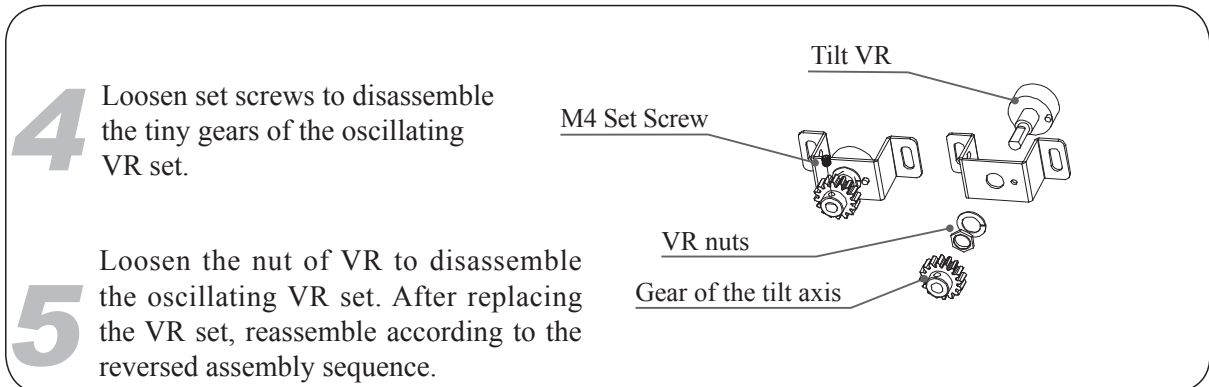 4
Loosen set screws to disassemble
the tiny gears of the oscillating
VR set.
5
Loosen the nut of VR to disassemble
the oscillating VR set. After replacing
the VR set, reassemble according to the
reversed assembly sequence.
Tilt VR
M4 Set Screw
VR nuts
Gear of the tilt axis